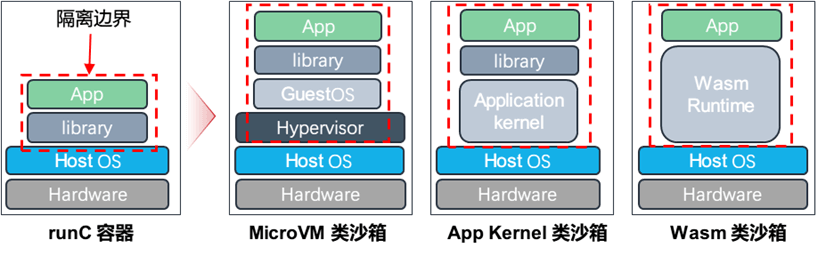 隔离边界
App
library
Host OS
Hardware
runC 容器
App
library
GuestOS
Hypervisor
Host OS
Hardware
MicroVM 类沙箱
App
library
Application
kernel
Host OS
Hardware
App Kernel 类沙箱
App
Wasm
Runtime
Host OS
Hardware
Wasm 类沙箱